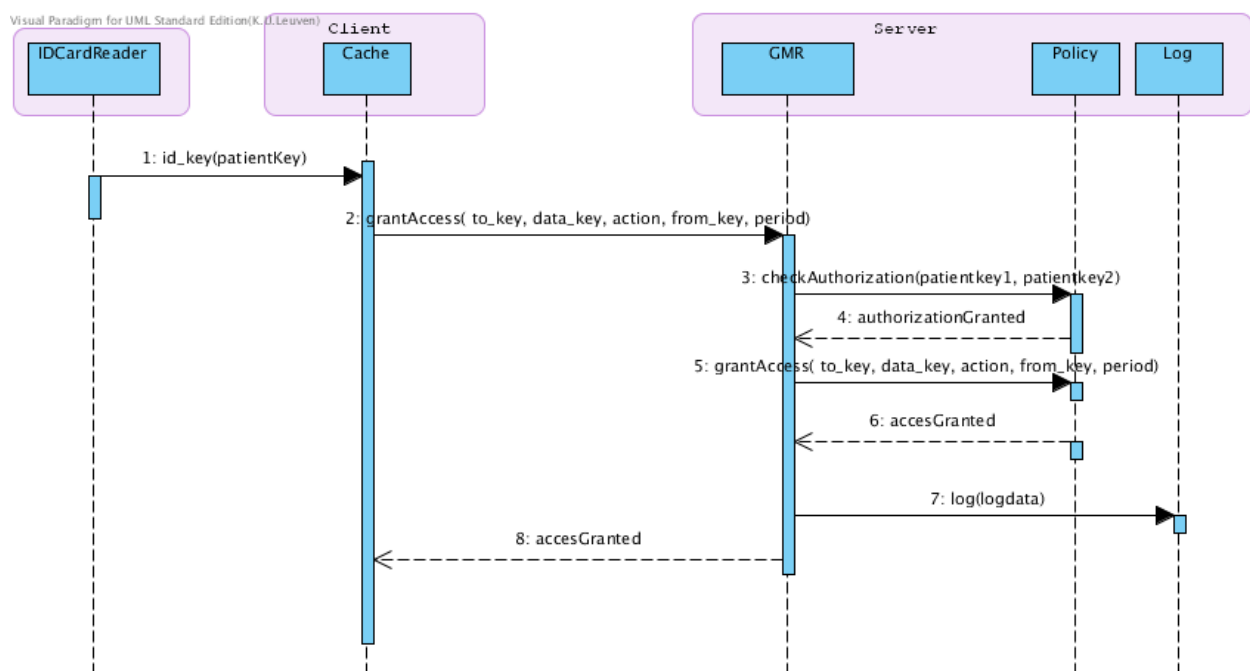 Visual Paradigm for UML Standard Edition(K.U.Leuven)
Client
Server
IDCardReader
Cache
GMR
Policy
Log
1: id_key(patientKey)
2: grantAccess( to_key, data_key, action, from_key, period)
3: checkAuthorization(patientkey1, patientkey2)
4: authorizationGranted
5: grantAccess( to_key, data_key, action, from_key, period)
6: accesGranted
7: log(logdata)
8: accesGranted